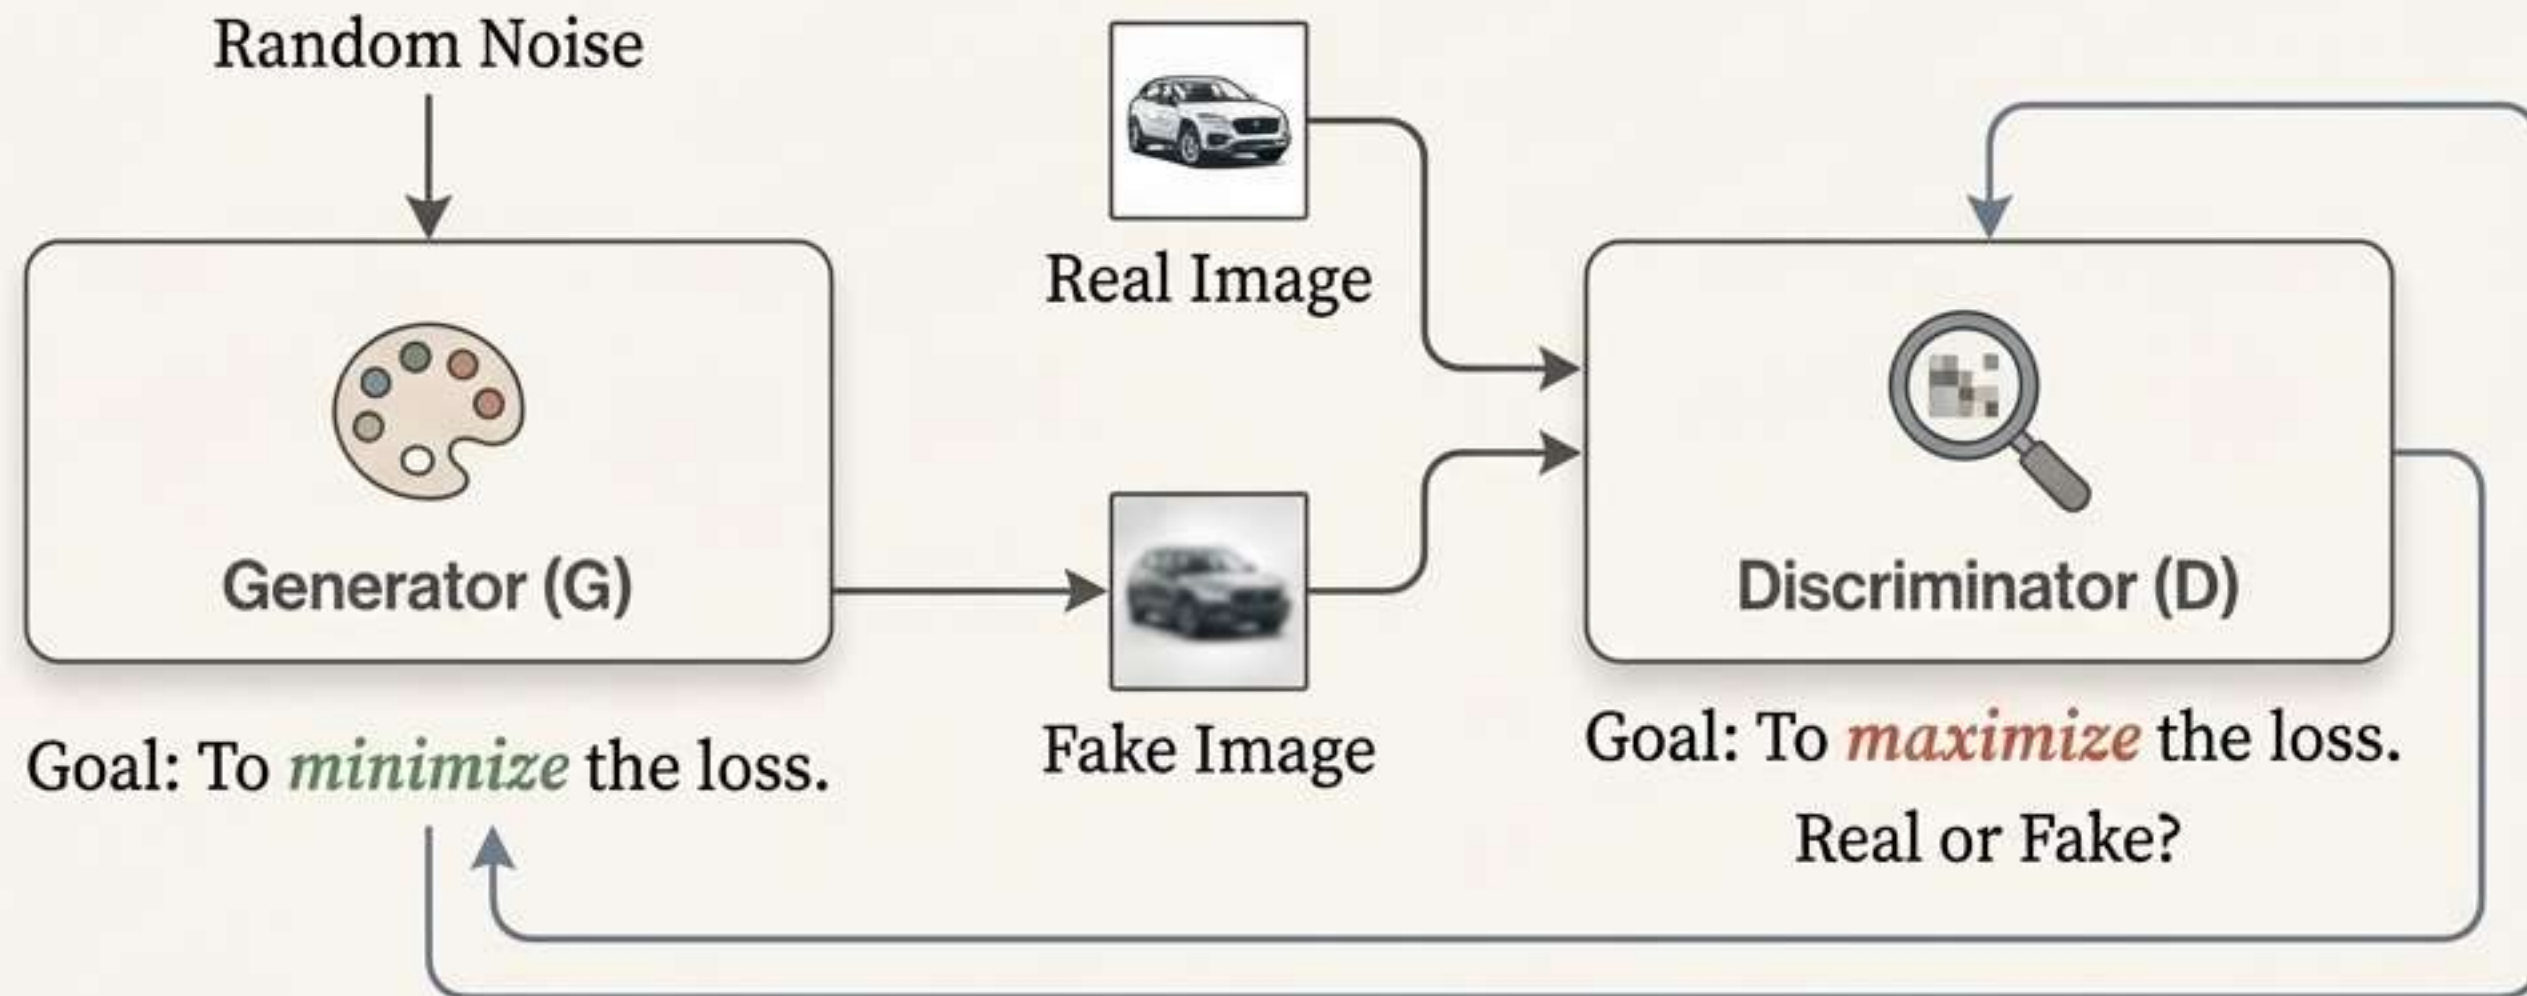 Random Noise
Real Image
Generator (G)
Discriminator (D)
Goal: To minimize the loss.
Fake Image
Goal: To maximize the loss.
Real or Fake?